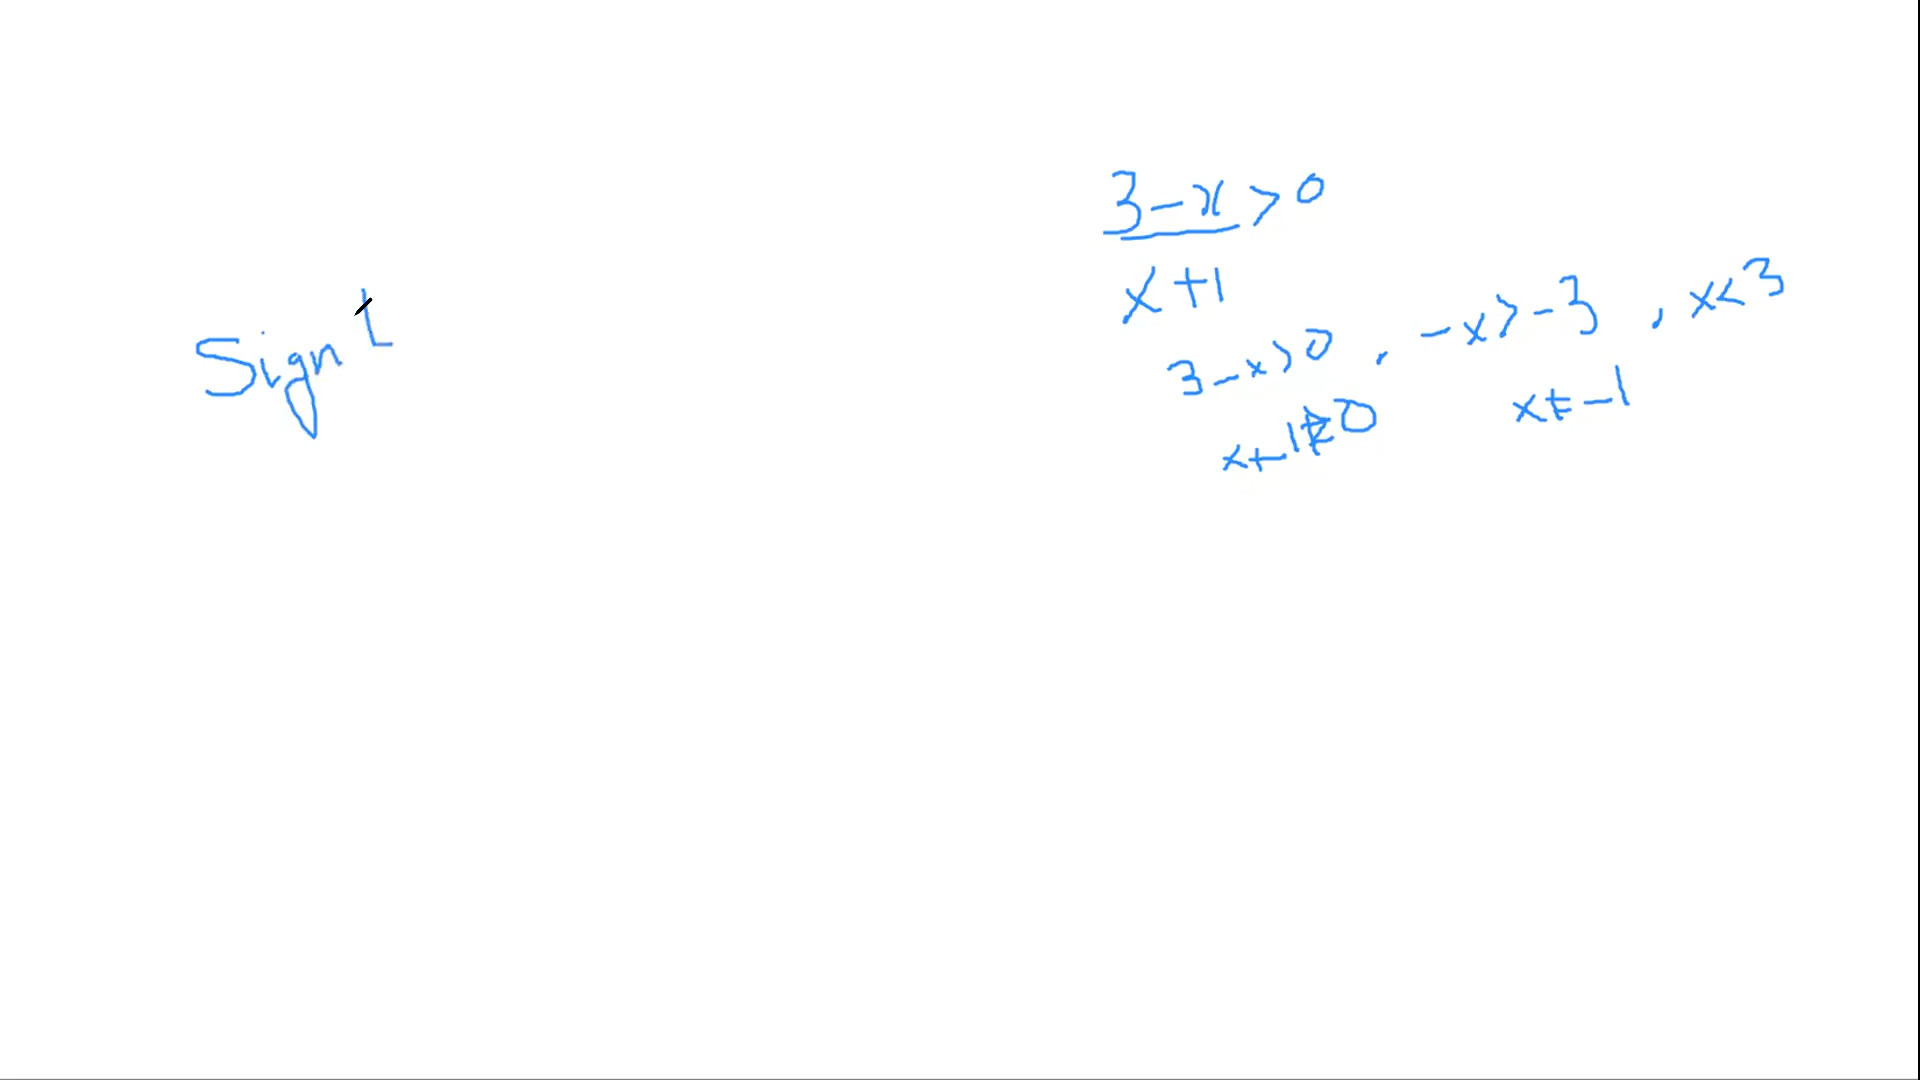 Sign t
3-x > 0
x+1
3-x>0 , -x>-3 , x<3
x+1≠0 x≠-1